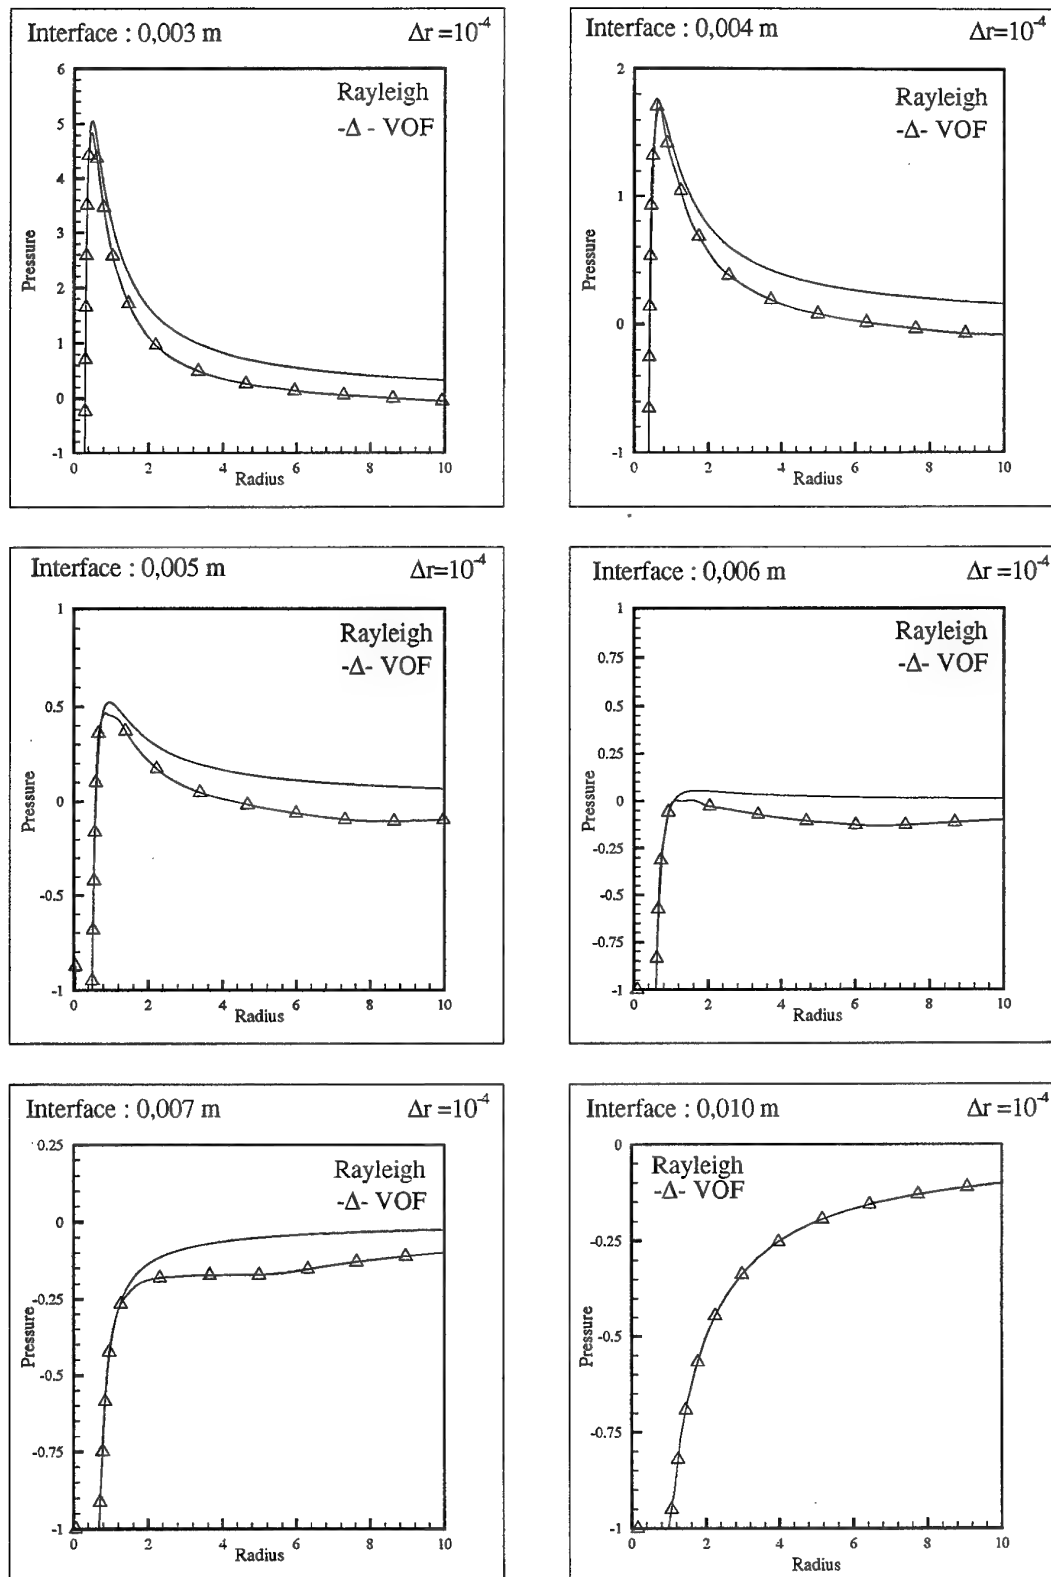 Interface : 0,003 m Δr =10⁻⁴
6
5
4
3
2
1
0
-1
Pressure
Rayleigh
-Δ - VOF
0 2 4 6 8 10
Radius
Interface : 0,004 m Δr=10⁻⁴
2
1
0
-1
Pressure
Rayleigh
-Δ- VOF
0 2 4 6 8 10
Radius
Interface : 0,005 m Δr=10⁻⁴
1
0.5
0
-0.5
-1
Pressure
Rayleigh
-Δ- VOF
0 2 4 6 8 10
Radius
Interface : 0,006 m Δr=10⁻⁴
1
0.75
0.5
0.25
0
-0.25
-0.5
-0.75
-1
Pressure
Rayleigh
-Δ- VOF
0 2 4 6 8 10
Radius
Interface : 0,007 m Δr =10⁻⁴
0.25
0
-0.25
-0.5
-0.75
-1
Pressure
Rayleigh
-Δ- VOF
0 2 4 6 8 10
Radius
Interface : 0,010 m Δr =10⁻⁴
0
-0.25
-0.5
-0.75
-1
Pressure
Rayleigh
-Δ- VOF
0 2 4 6 8 10
Radius